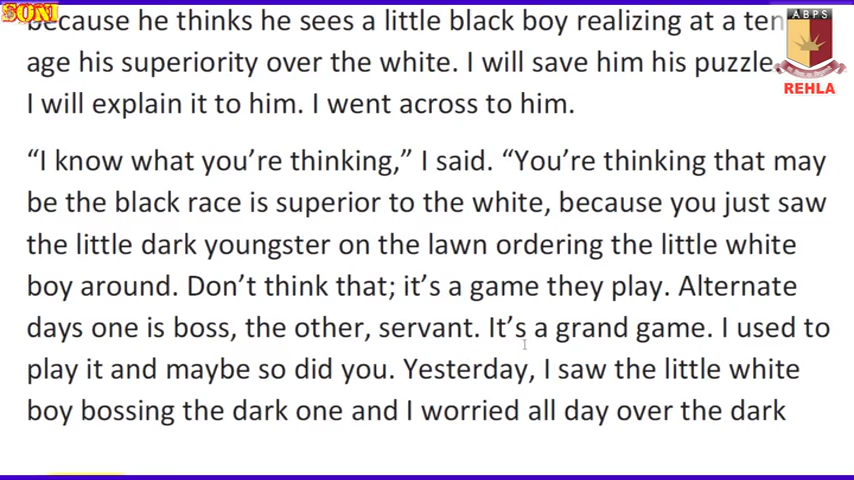 SONI
because he thinks he sees a little black boy realizing at a ten
age his superiority over the white. I will save him his puzzle
I will explain it to him. I went across to him.
“I know what you’re thinking,” I said. “You’re thinking that may
be the black race is superior to the white, because you just saw
the little dark youngster on the lawn ordering the little white
boy around. Don’t think that; it’s a game they play. Alternate
days one is boss, the other, servant. It’s a grand game. I used to
play it and maybe so did you. Yesterday, I saw the little white
boy bossing the dark one and I worried all day over the dark
ABPS
REHLA